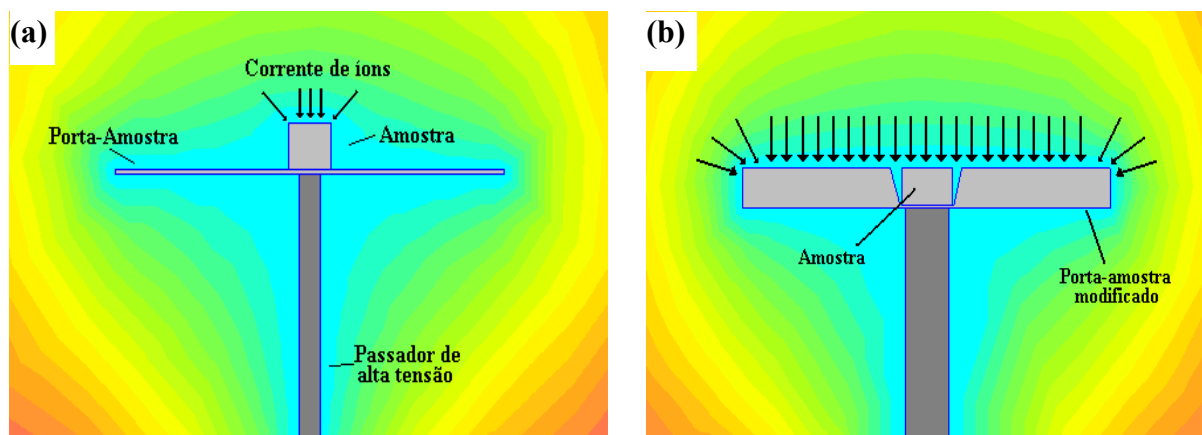 (a)
Corrente de íons
Porta-Amostra
Amostra
Passador de
alta tensão
(b)
Amostra
Porta-amostra
modificado